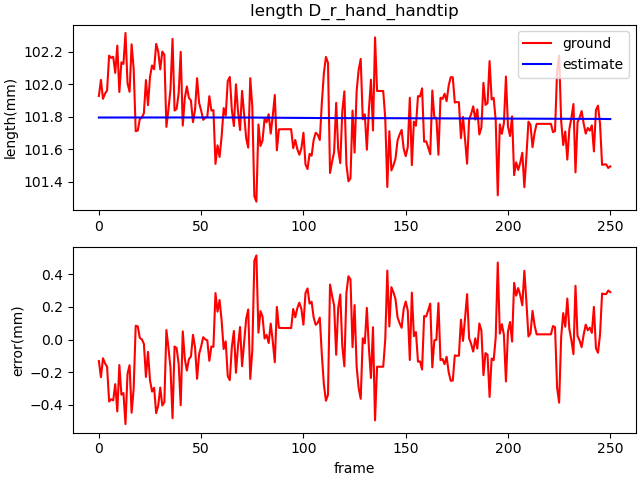 length D_r_hand_handtip
length(mm)
102.2
102.0
101.8
101.6
101.4
ground
estimate
0 50 100 150 200 250
error(mm)
0.4
0.2
0.0
−0.2
−0.4
0 50 100 150 200 250
frame